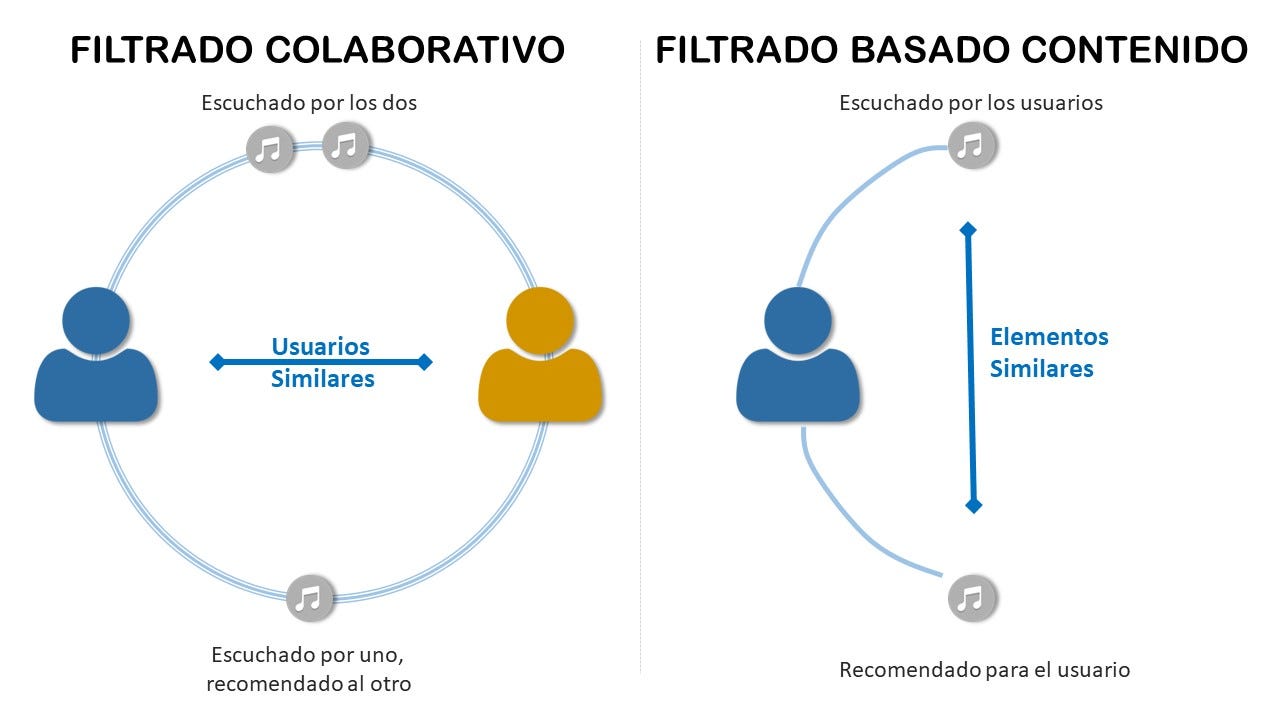 FILTRADO COLABORATIVO
Escuchado por los dos
Usuarios
Similares
Escuchado por uno,
recomendado al otro
FILTRADO BASADO CONTENIDO
Escuchado por los usuarios
Elementos
Similares
Recomendado para el usuario